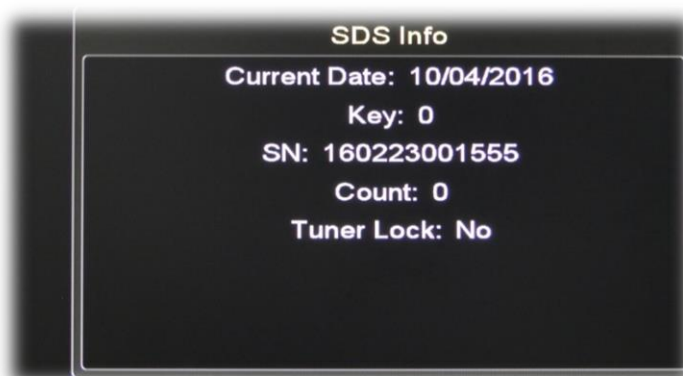 SDS Info
Current Date: 10/04/2016
Key: 0
SN: 160223001555
Count: 0
Tuner Lock: No